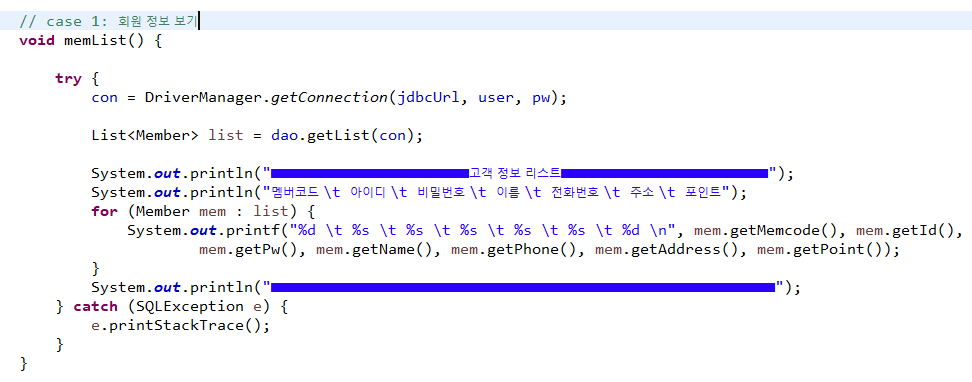 // case 1: 회원 정보 보기
void memList() {
try {
con = DriverManager.getConnection(jdbcUrl, user, pw);
List<Member> list = dao.getList(con);
System.out.println("■■■■■■■■■■■■■■■■■■■■■■고객 정보 리스트■■■■■■■■■■■■■■■■■■■■■■■");
System.out.println("멤버코드 \t 아이디 \t 비밀번호 \t 이름 \t 전화번호 \t 주소 \t 포인트");
for (Member mem : list) {
System.out.printf("%d \t %s \t %s \t %s \t %s \t %s \t %d \n", mem.getMemcode(), mem.getId(),
mem.getPw(), mem.getName(), mem.getPhone(), mem.getAddress(), mem.getPoint());
}
System.out.println("■■■■■■■■■■■■■■■■■■■■■■■■■■■■■■■■■■■■■■■■■■■■■■■■■■■■■■■■");
} catch (SQLException e) {
e.printStackTrace();
}
}